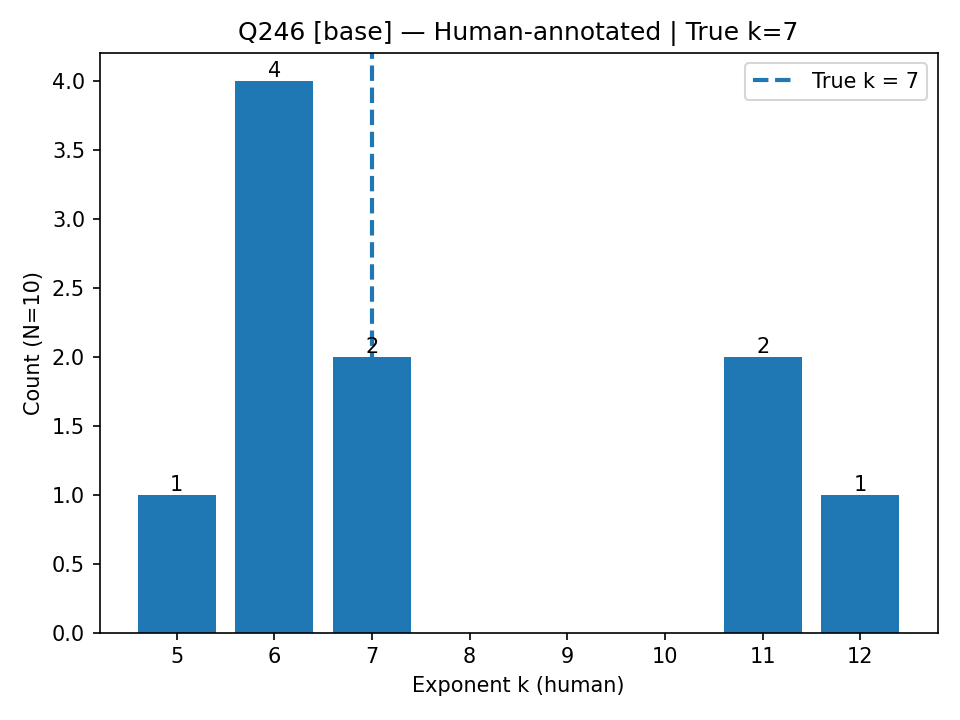 Q246 [base] — Human-annotated | True k=7
True k = 7
4.0
3.5
3.0
2.5
2.0
1.5
1.0
0.5
0.0
Count (N=10)
1
4
2
2
1
5 6 7 8 9 10 11 12
Exponent k (human)